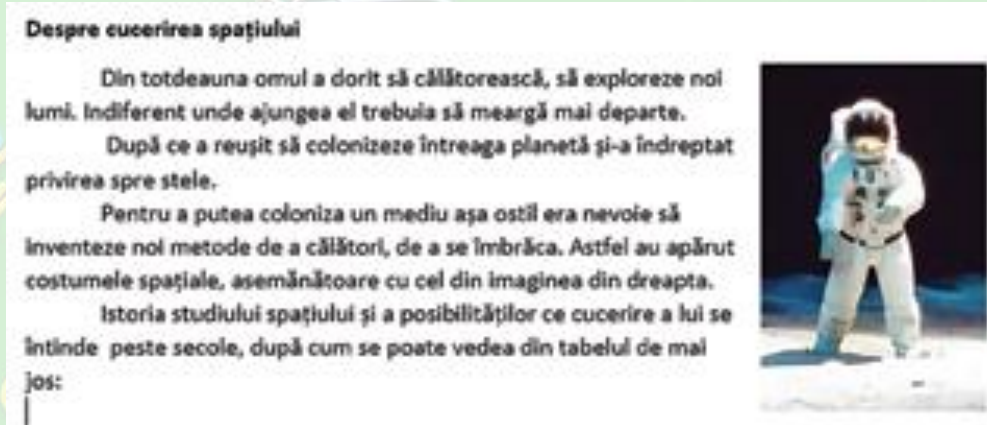 Despre cucerirea spațiului
Din totdeauna omul a dorit să călătorească, să exploreze noi
lumi. Indiferent unde ajungea el trebuia să meargă mai departe.
După ce a reușit să colonizeze întreaga planetă și-a îndreptat
privirea spre stele.
Pentru a putea coloniza un mediu așa ostil era nevoie să
inventeze noi metode de a călători, de a se îmbrăca. Astfel au apărut
costumele spațiale, asemănătoare cu cel din imaginea din dreapta.
Istoria studiului spațiului și a posibilităților ce cucerire a lui se
întinde peste secole, după cum se poate vedea din tabelul de mai
jos: